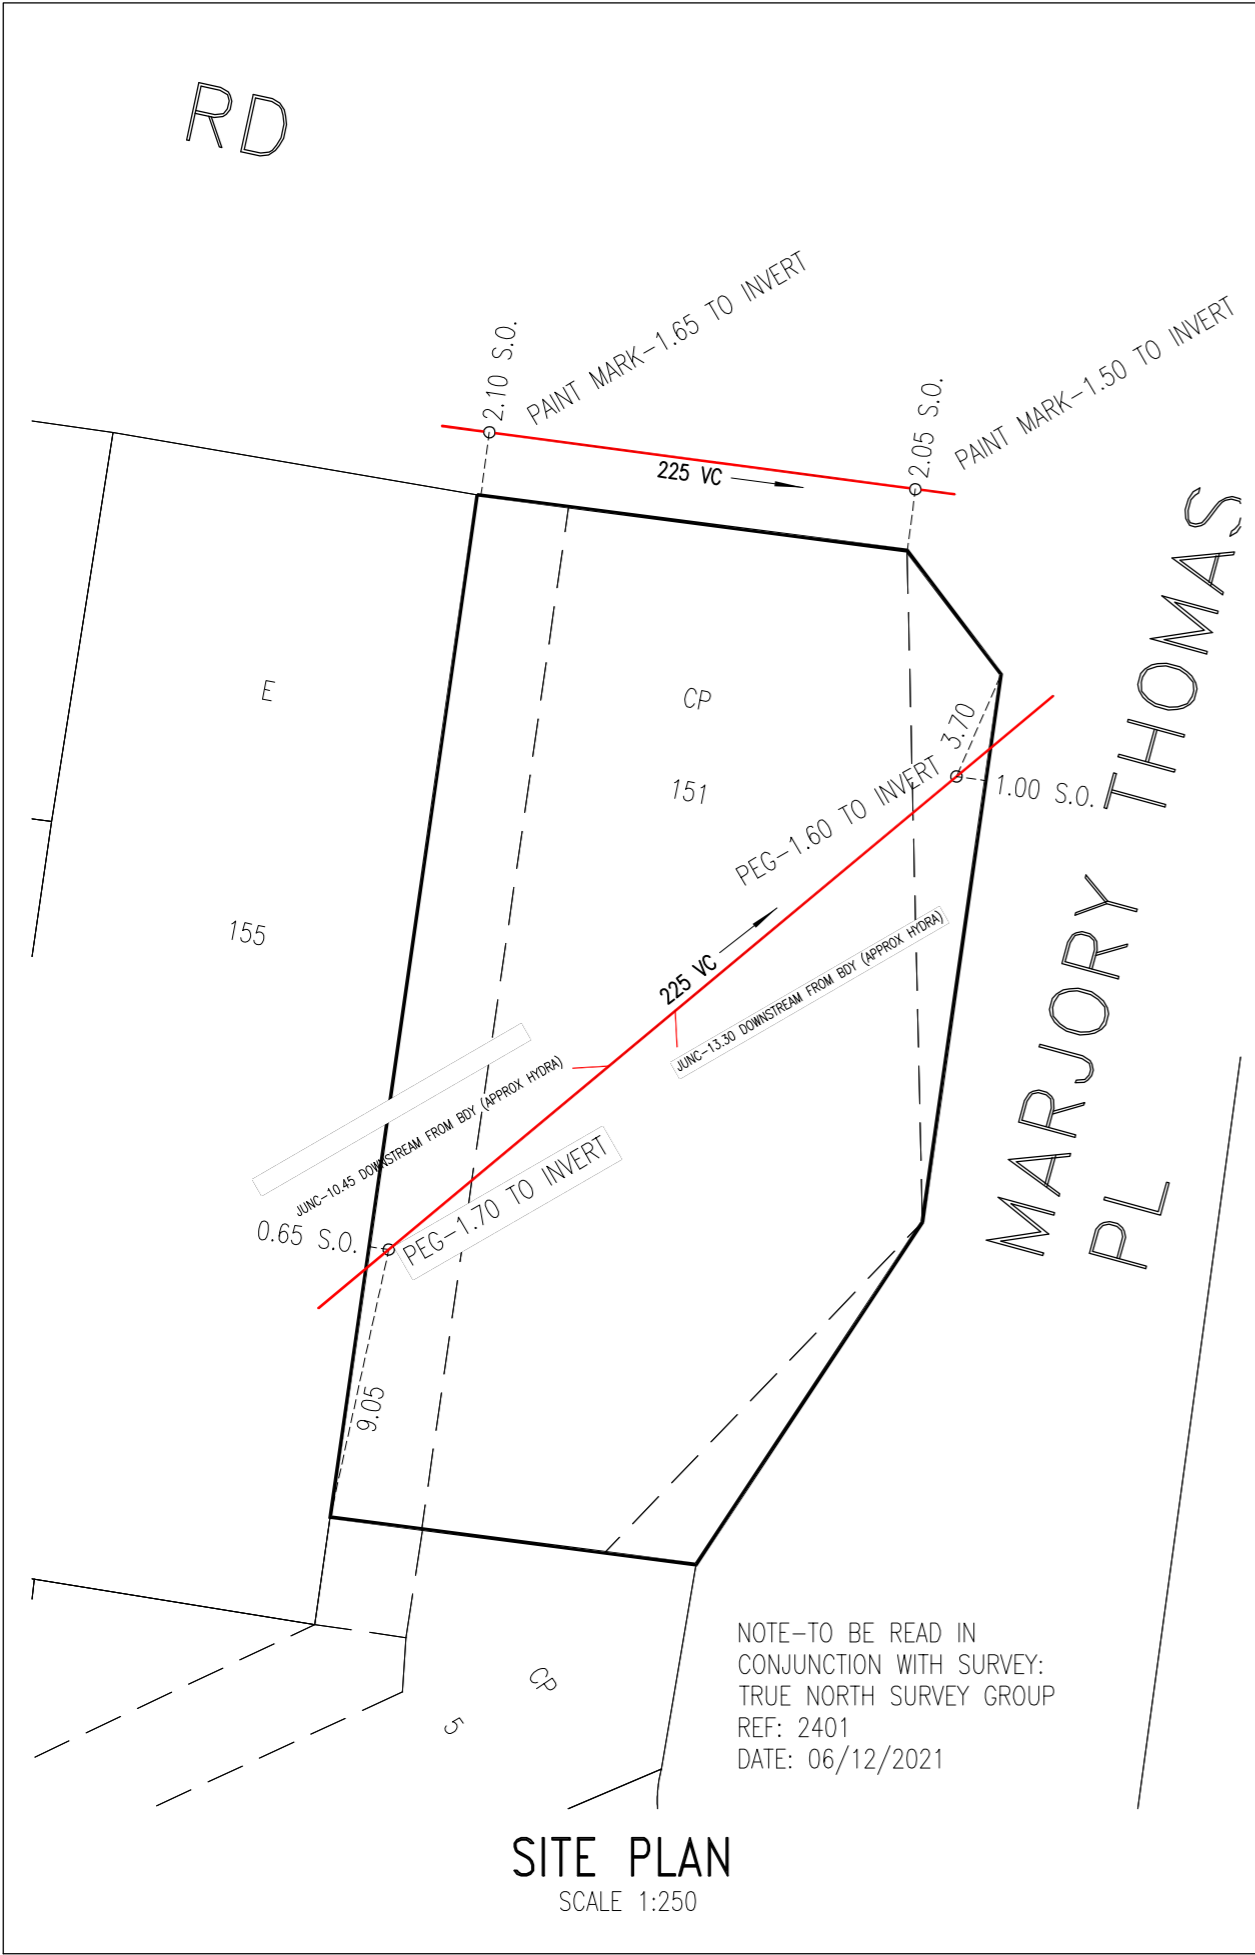 RD
2.10 S.O.
PAINT MARK-1.65 TO INVERT
2.05 S.O.
PAINT MARK-1.50 TO INVERT
225 VC
E
CP
151
155
3.70
1.00 S.O.
PEG-1.60 TO INVERT
225 VC
JUNC-13.30 DOWNSTREAM FROM BDY (APPROX HYDRA)
JUNC-10.45 DOWNSTREAM FROM BDY (APPROX HYDRA)
PEG-1.70 TO INVERT
0.65 S.O.
9.05
MARJORY THOMAS
PL
CP
5
NOTE-TO BE READ IN
CONJUNCTION WITH SURVEY:
TRUE NORTH SURVEY GROUP
REF: 2401
DATE: 06/12/2021
SITE PLAN
SCALE 1:250